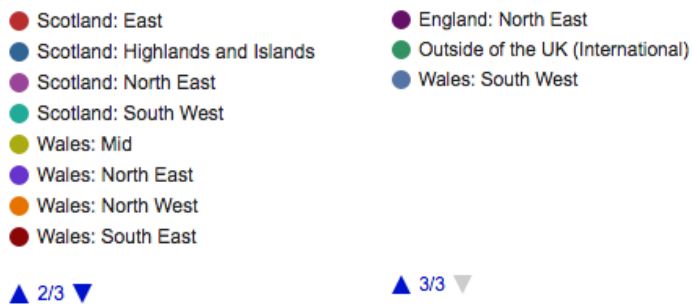 Scotland: East
Scotland: Highlands and Islands
Scotland: North East
Scotland: South West
Wales: Mid
Wales: North East
Wales: North West
Wales: South East
2/3
England: North East
Outside of the UK (International)
Wales: South West
3/3